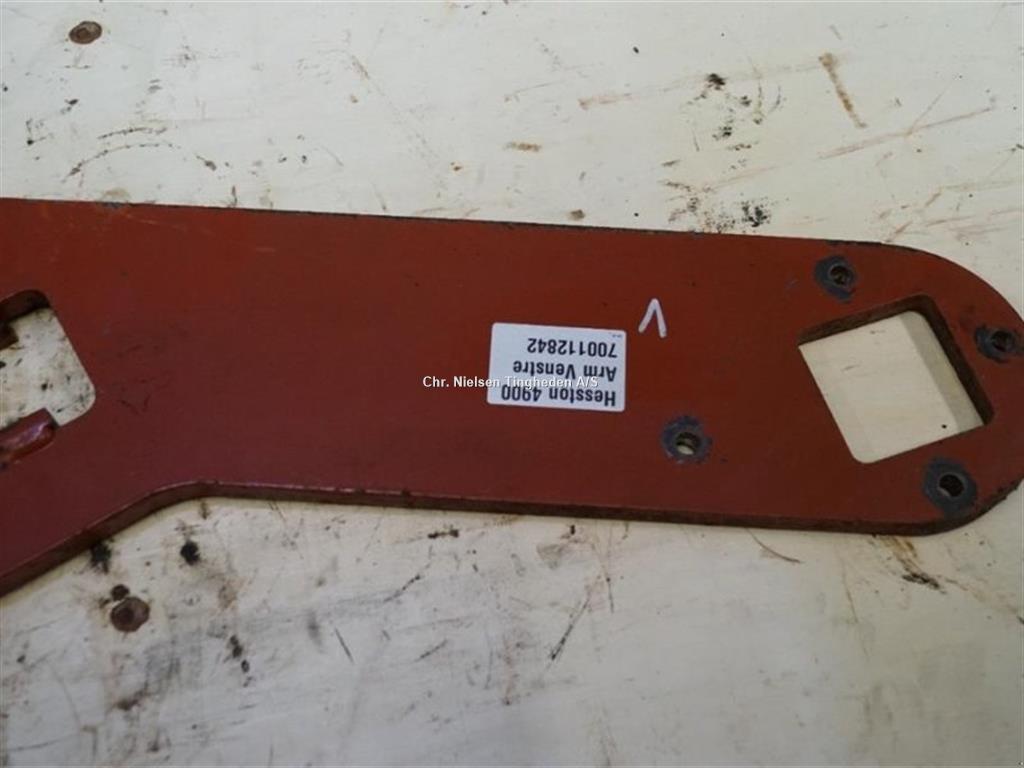 Hesston 4900
Arm Venstre
700112842
V
Chr. Nielsen Tingheden A/S